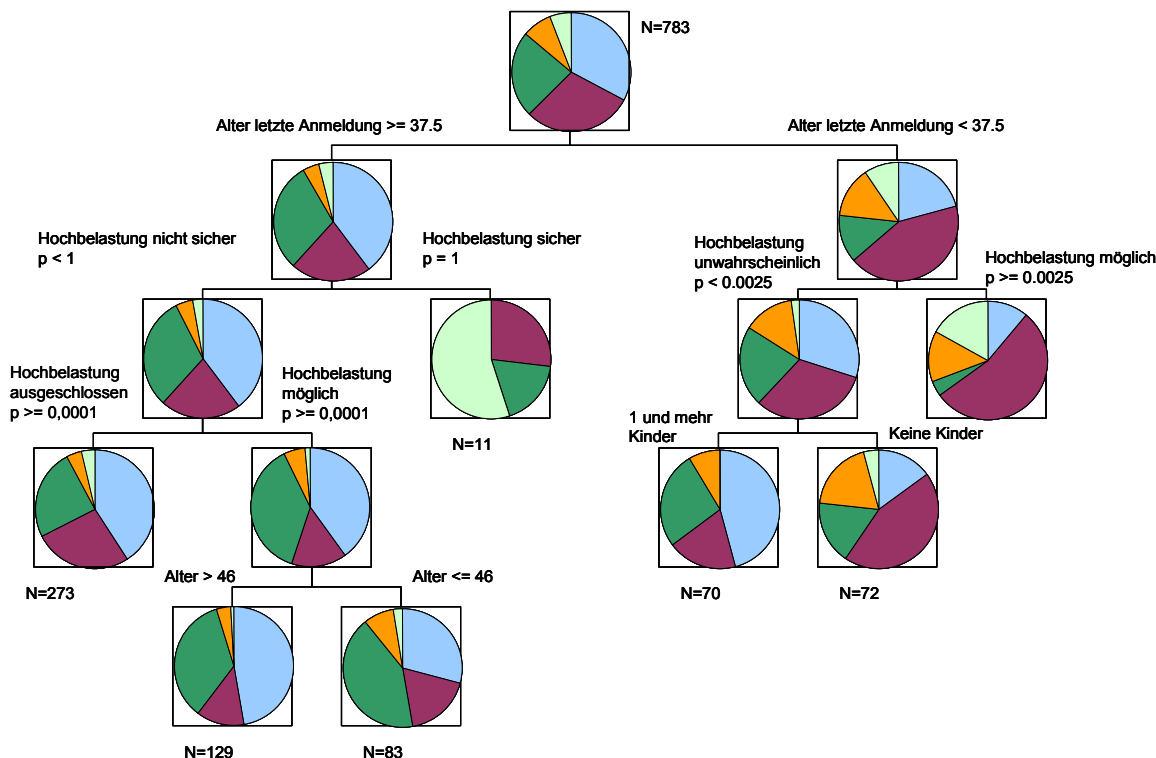 N=783
Alter letzte Anmeldung >= 37.5
Alter letzte Anmeldung < 37.5
Hochbelastung nicht sicher
p < 1
Hochbelastung sicher
p = 1
Hochbelastung
unwahrscheinlich
p < 0.0025
Hochbelastung möglich
p >= 0.0025
Hochbelastung
ausgeschlossen
p >= 0,0001
Hochbelastung
möglich
p >= 0,0001
N=11
1 und mehr
Kinder
Keine Kinder
N=273
Alter > 46
Alter <= 46
N=70
N=72
N=129
N=83